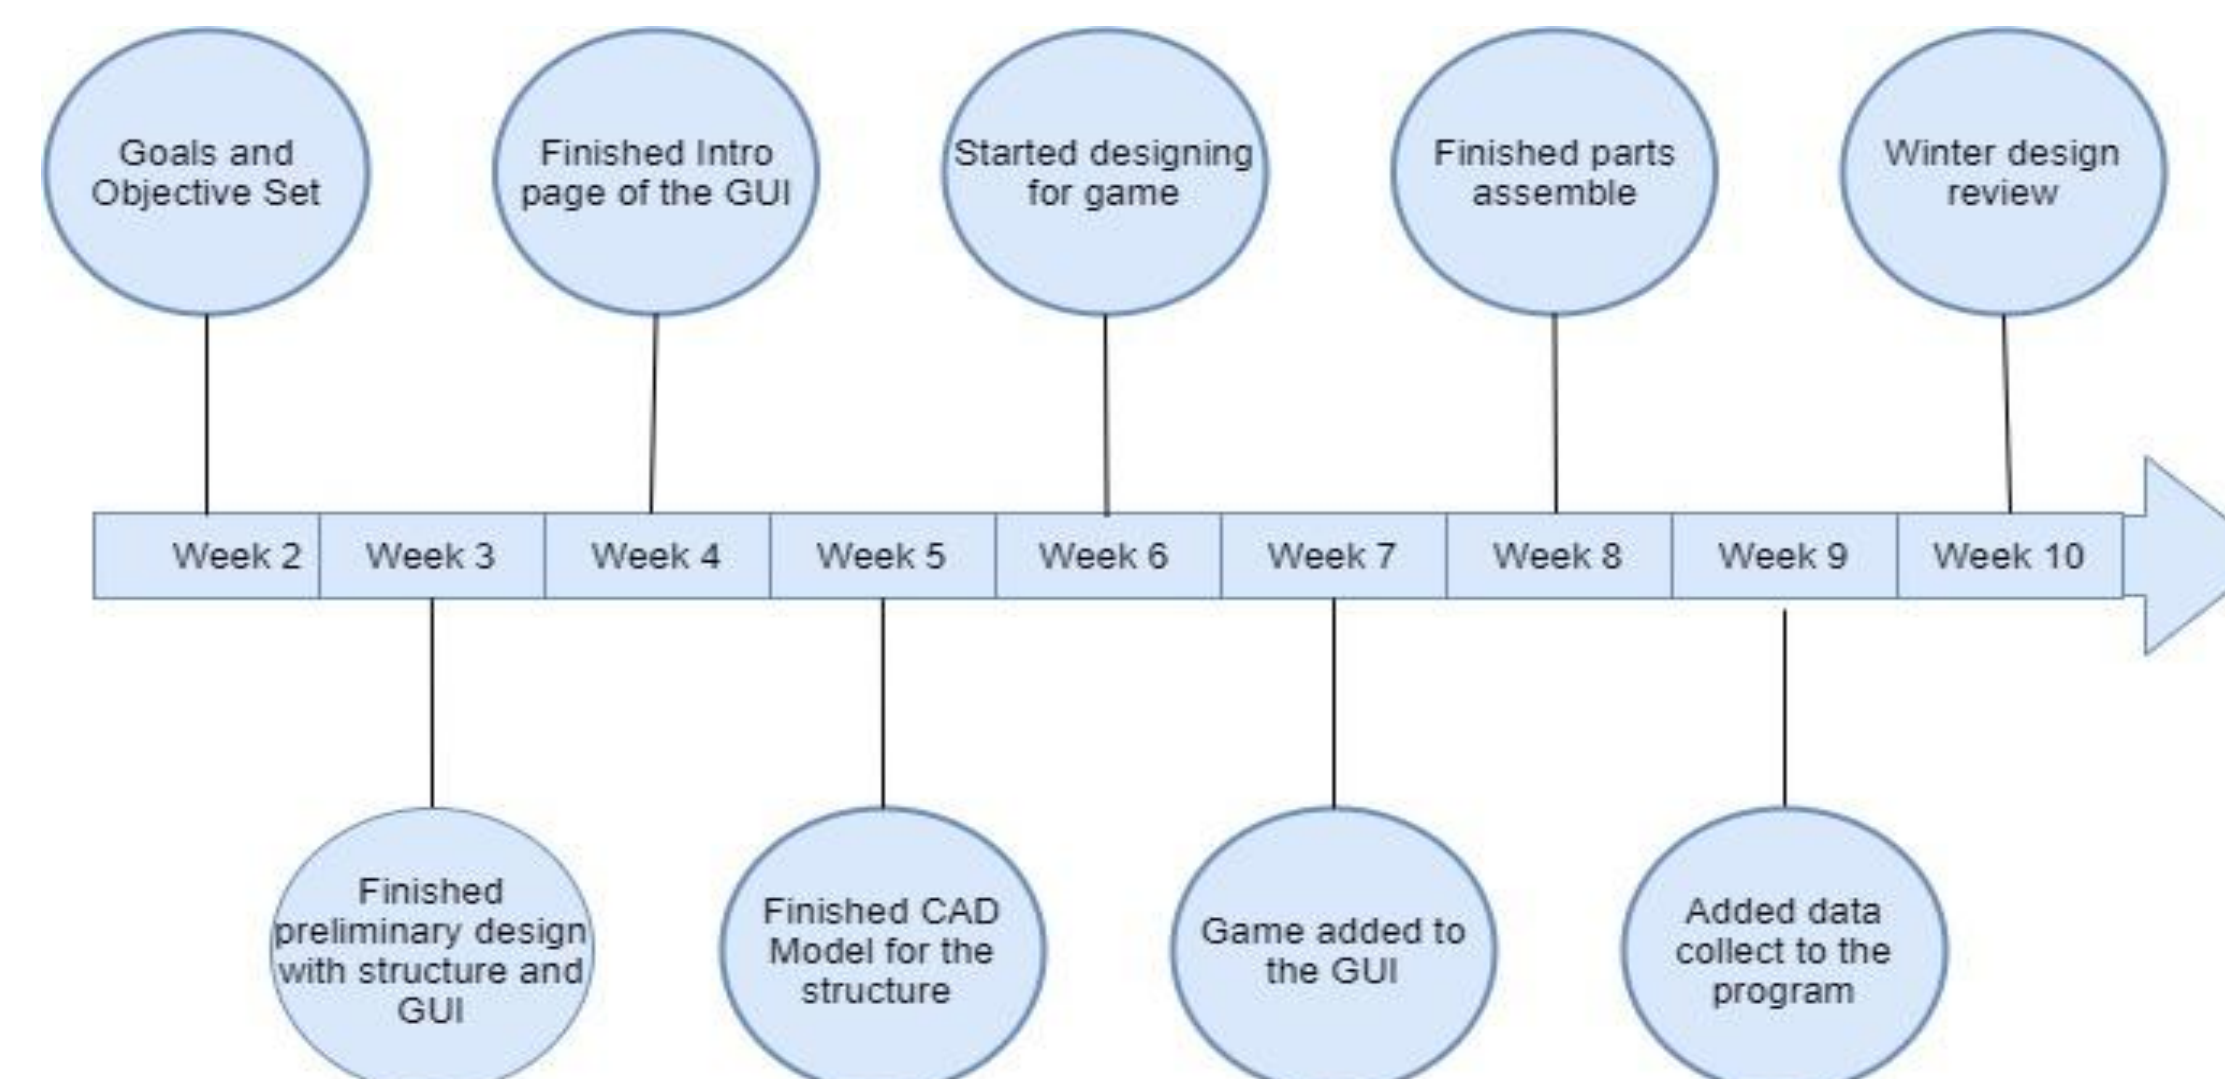 Goals and
Objective Set
Finished Intro
page of the GUI
Started designing
for game
Finished parts
assemble
Winter design
review
Week 2
Week 3
Week 4
Week 5
Week 6
Week 7
Week 8
Week 9
Week 10
Finished
preliminary design
with structure and
GUI
Finished CAD
Model for the
structure
Game added to
the GUI
Added data
collect to the
program